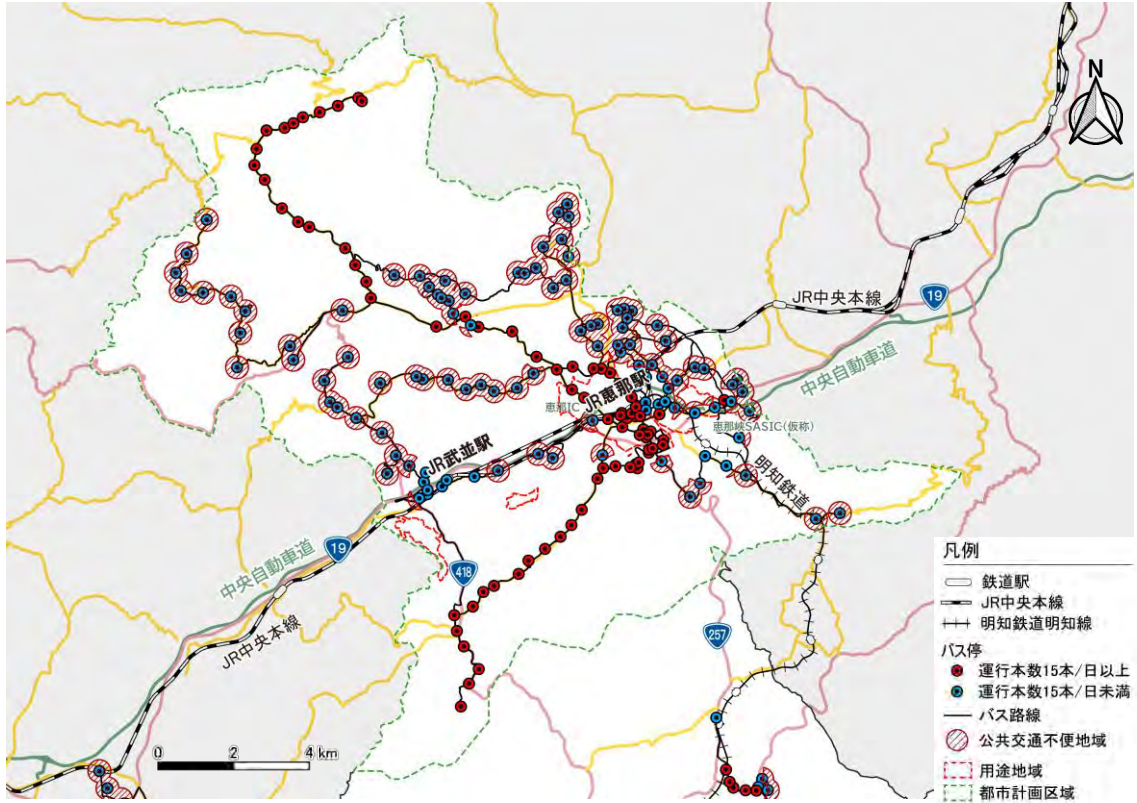 N
JR中央本線
19
中央自動車道
JR恵那駅
恵那IC
恵那峡SASIC(仮称)
JR武並駅
明知鉄道
中央自動車道
19
418
JR中央本線
257
0 2 4 km
凡例
鉄道駅
JR中央本線
明知鉄道明知線
バス停
運行本数15本/日以上
運行本数15本/日未満
バス路線
公共交通不便地域
用途地域
都市計画区域